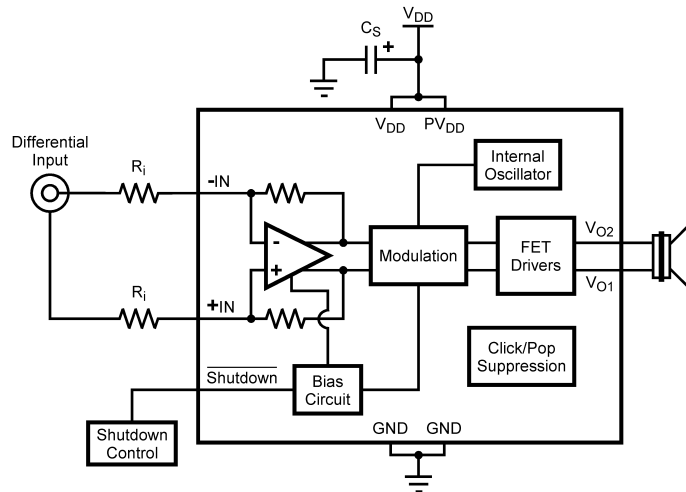 VDD
CS
+
VDD PVDD
Differential
Input
Ri
-IN
Internal
Oscillator
-
+
Modulation
FET
Drivers
VO2
VO1
Ri
+IN
Click/Pop
Suppression
Shutdown
Bias
Circuit
Shutdown
Control
GND GND